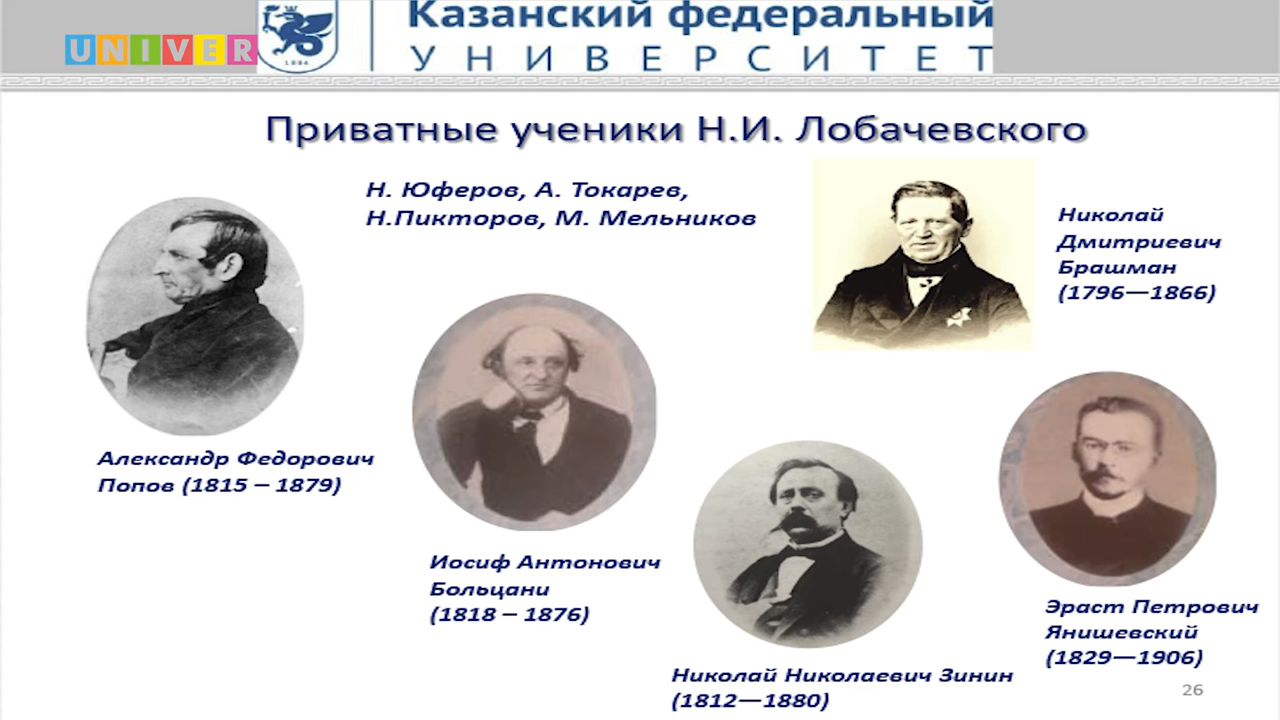 Казанский федеральный
УНИВЕРСИТЕТ
UNIVER
1804
Приватные ученики Н.И. Лобачевского
Н. Юферов, А. Токарев,
Н.Пикторов, М. Мельников
Николай
Дмитриевич
Брашман
(1796—1866)
Александр Федорович
Попов (1815 – 1879)
Иосиф Антонович
Больцани
(1818 – 1876)
Эраст Петрович
Янишевский
(1829—1906)
Николай Николаевич Зинин
(1812—1880)
26